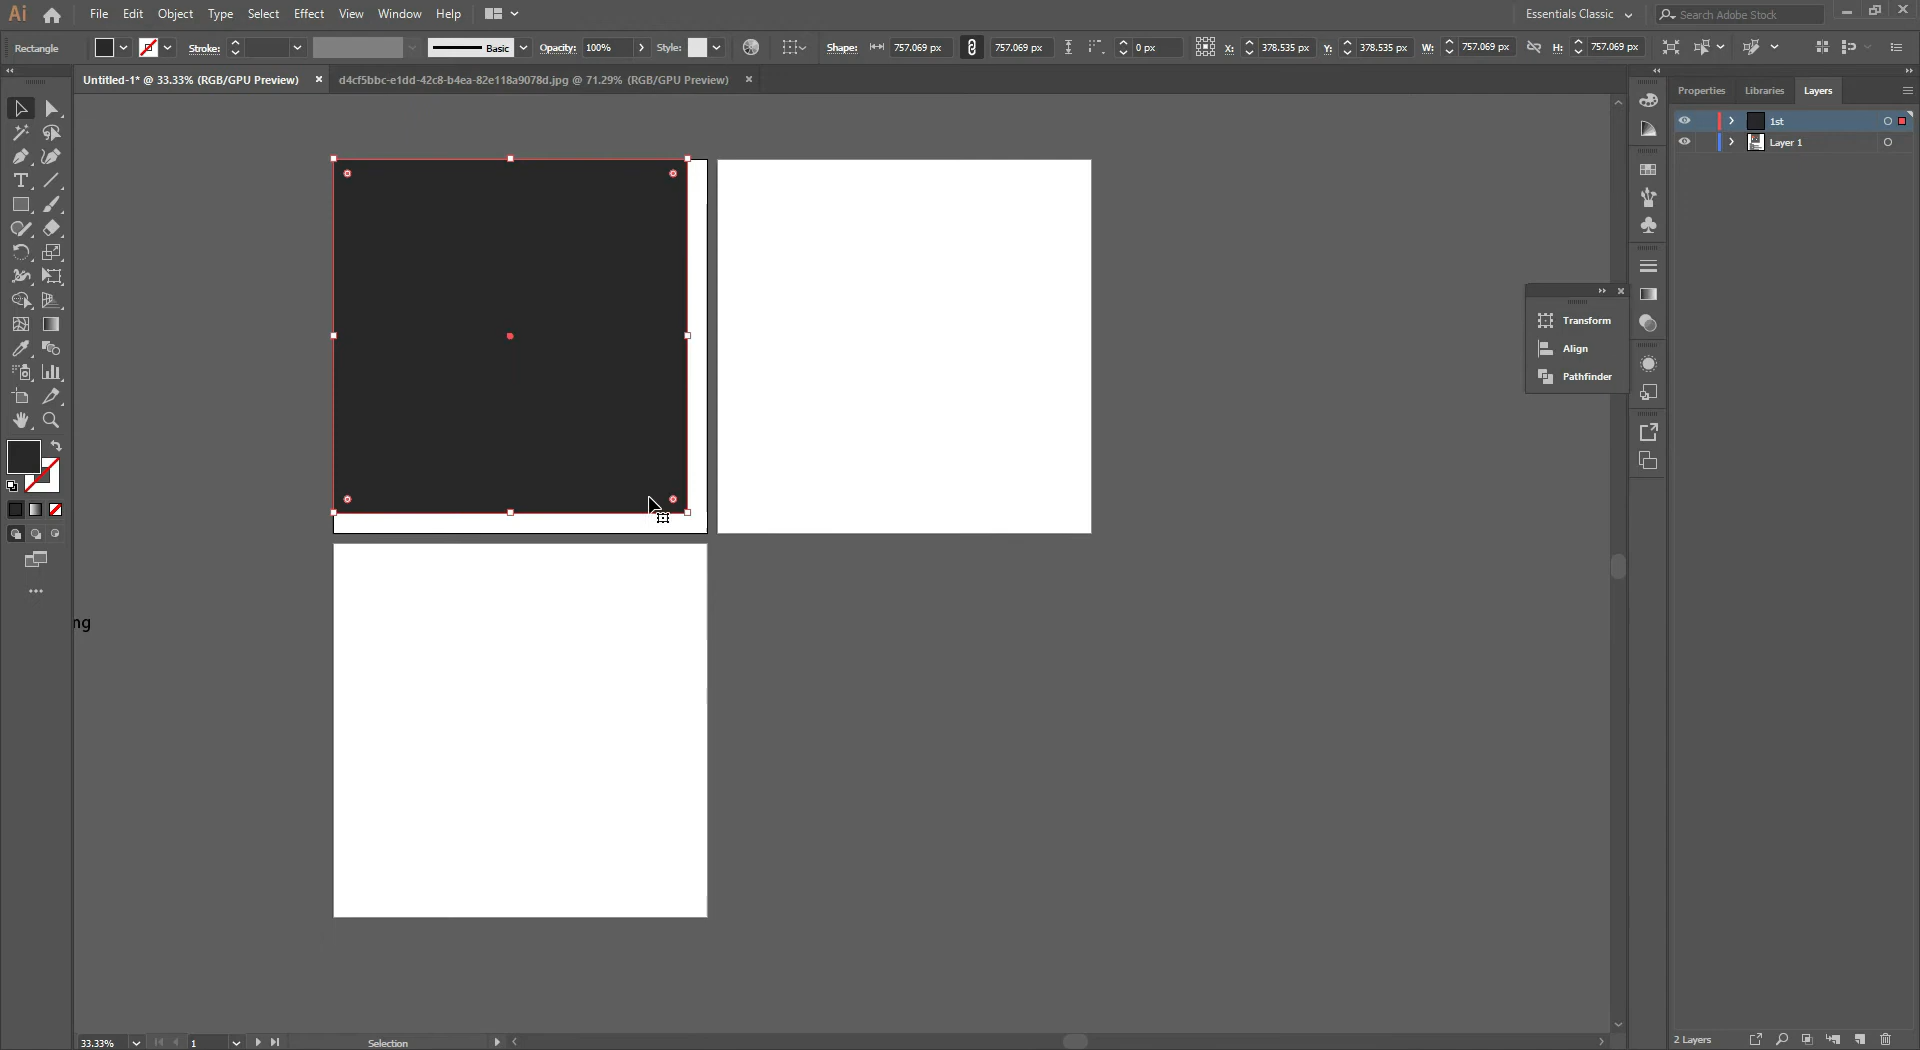 Ai File Edit Object Type Select Effect View Window Help Essentials Classic Search Adobe Stock
Rectangle Stroke: Basic Opacity: 100% Style: Shape: 757.069 px 757.069 px 0 px X: 378.535 px Y: 378.535 px W: 757.069 px H: 757.069 px
Untitled-1* @ 33.33% (RGB/GPU Preview) d4cf5bbc-e1dd-42c8-b4ea-82e118a9078d.jpg @ 71.29% (RGB/GPU Preview)
Properties Libraries Layers
1st
Layer 1
Transform
Align
Pathfinder
ng
33.33% 1 Selection 2 Layers